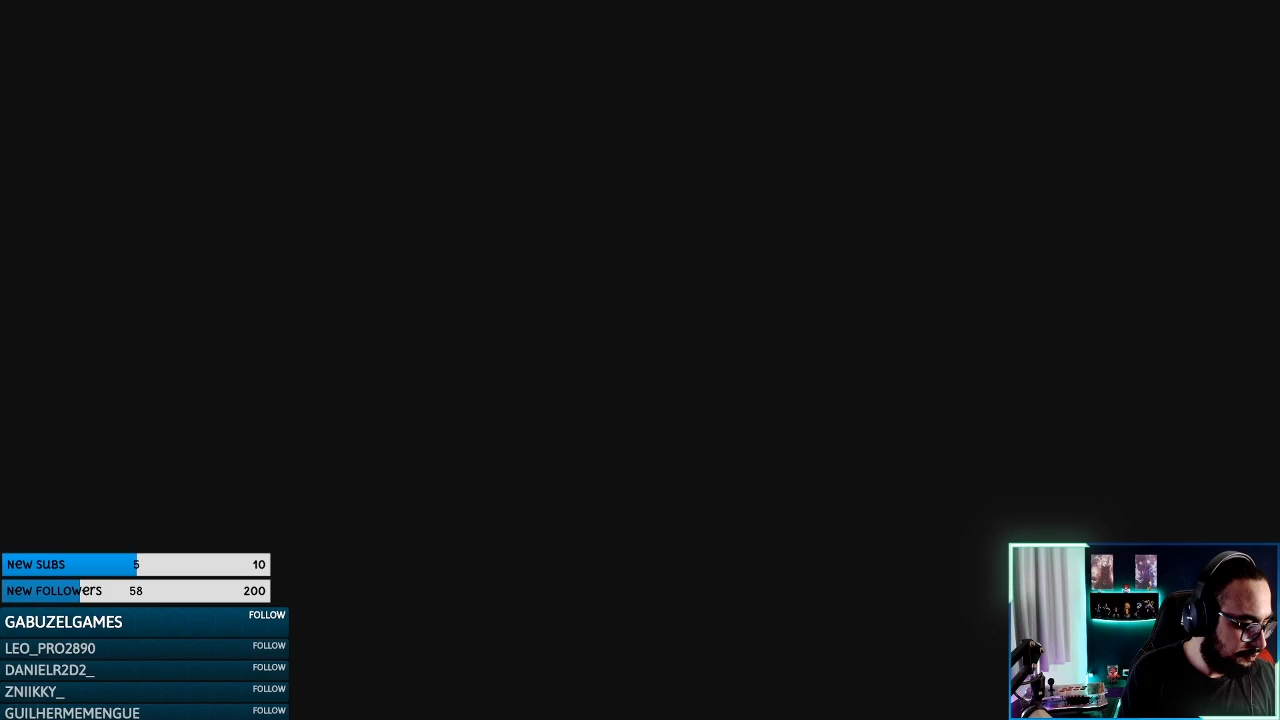 New Subs 5 10
New Followers 58 200
GABUZELGAMES FOLLOW
LEO_PRO2890 FOLLOW
DANIELR2D2_ FOLLOW
ZNIIKKY_ FOLLOW
GUILHERMEMENGUE FOLLOW